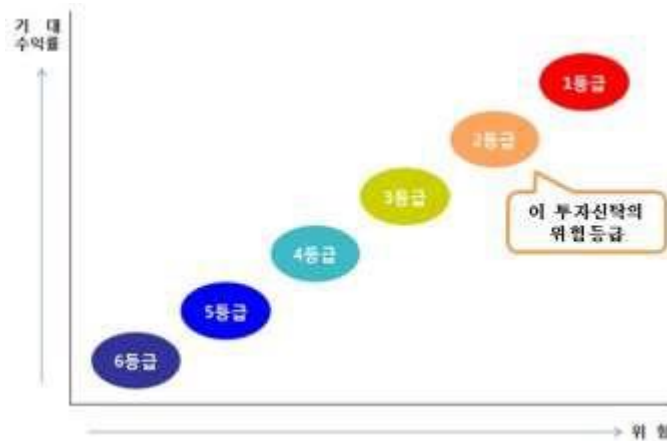 기 대
수익률
1등급
2등급
3등급
이 투자신탁의
위험등급
4등급
5등급
6등급
위 험